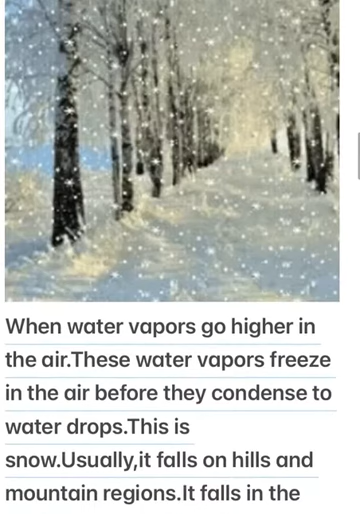 When water vapors go higher in
the air.These water vapors freeze
in the air before they condense to
water drops.This is
snow.Usually,it falls on hills and
mountain regions.It falls in the